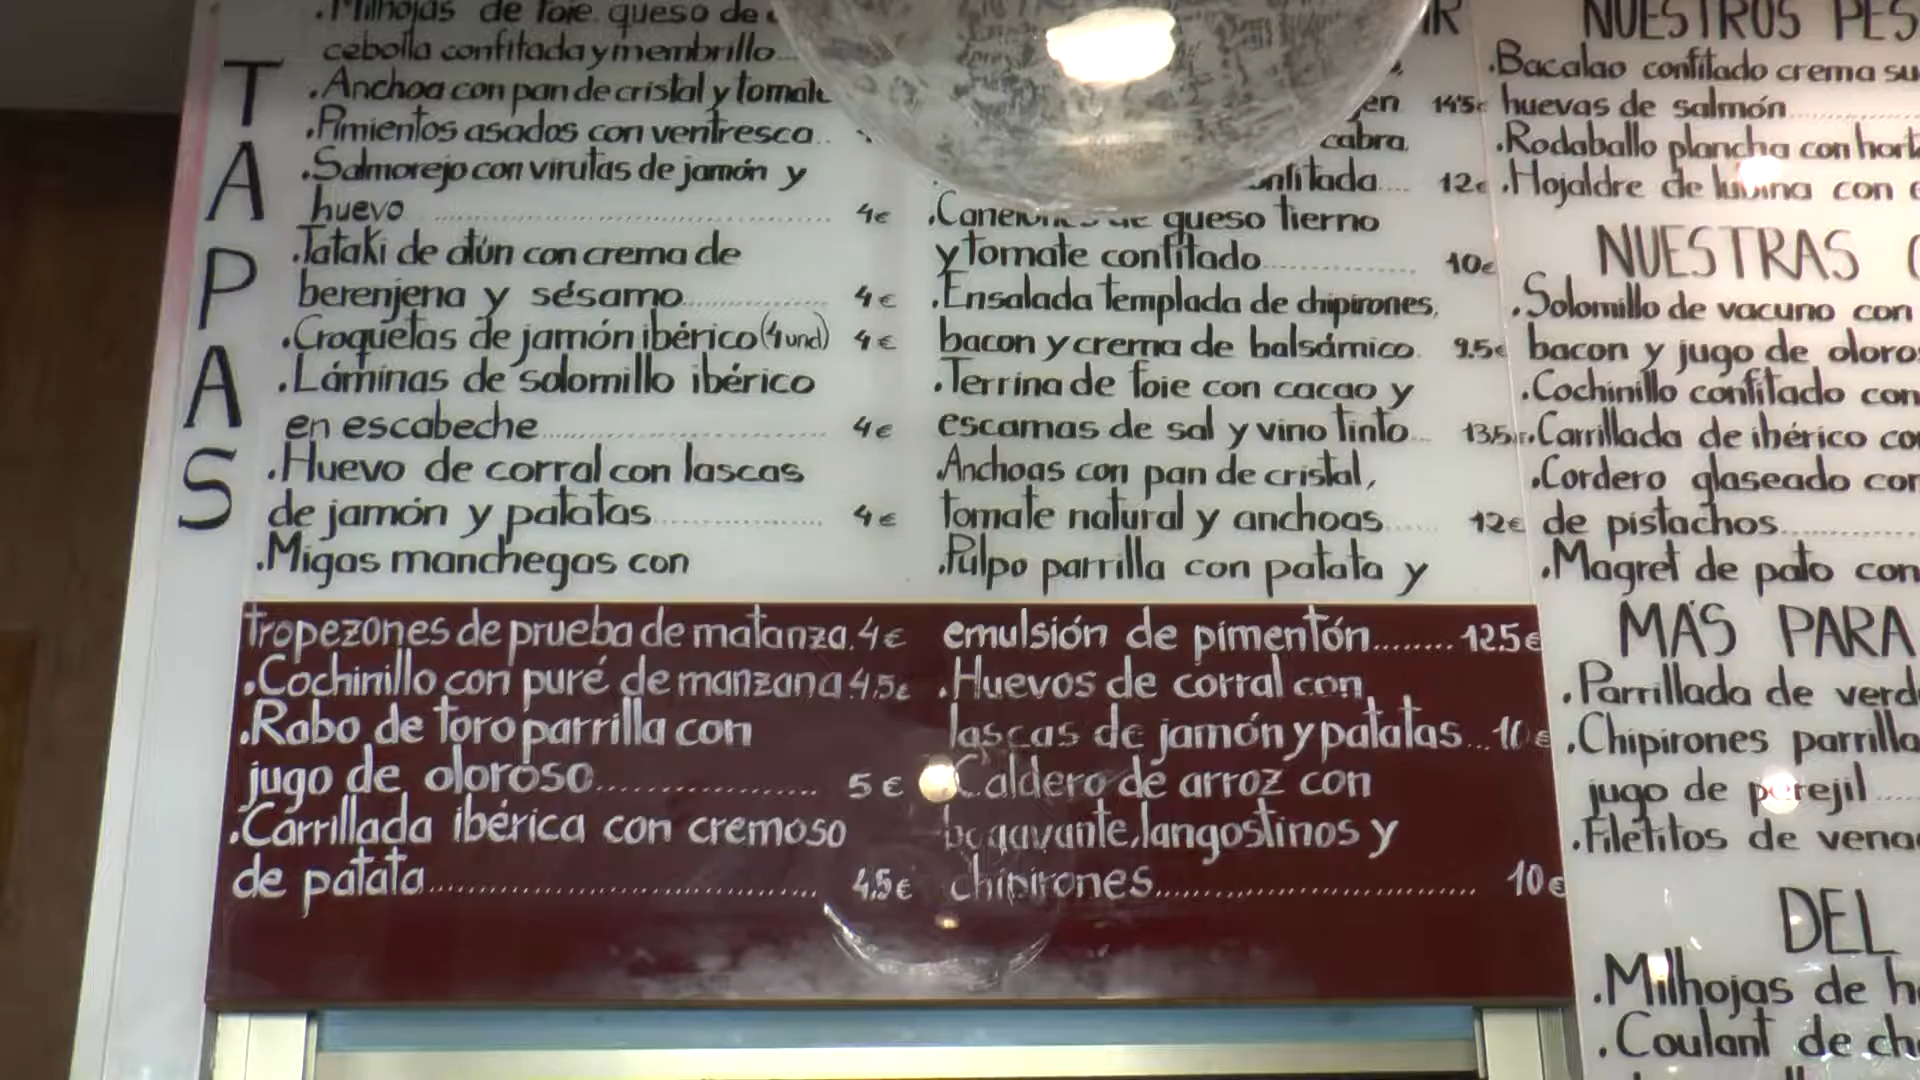 .Milhojas de foie, queso de
cebolla confitada y membrillo
.Anchoa con pan de cristal y tomate
.Pimientos asados con ventresca..
.Salmorejo con virutas de jamón y
huevo .......... 4€
.Tataki de atún con crema de
berenjena y sésamo.......... 4€
.Croquetas de jamón ibérico (4und) 4€
.Láminas de solomillo ibérico
en escabeche.......... 4€
.Huevo de corral con lascas
de jamón y patatas.......... 4€
.Migas manchegas con
tropezones de prueba de matanza. 4€
.Cochinillo con puré de manzana 4,5€
.Rabo de toro parrilla con
jugo de oloroso.......... 5€
.Carrillada ibérica con cremoso
de patata.......... 4,5€
TAPAS
14'5€
cabra,
12€
queso tierno
y tomate confitado.......... 10€
.Ensalada templada de chipirones,
bacon y crema de balsámico. 9.5€
.Terrina de foie con cacao y
escamas de sal y vino tinto... 13,5
.Anchoas con pan de cristal,
tomate natural y anchoas..... 12€
.Pulpo parrilla con patata y
emulsión de pimentón........ 12.5€
.Huevos de corral con
lascas de jamón y patatas...10€
.Caldero de arroz con
bogavante, langostinos y
chipirones.......... 10€
NUESTROS
.Bacalao confitado crema
huevas de salmón..........
.Rodaballo plancha con
.Hojaldre de lubina con
NUESTRAS
.Solomillo de vacuno con
bacon y jugo de
.Cochinillo confitado con
.Carrillada de ibérico
.Cordero glaseado
de pistachos..........
.Magret de pato con
MÁS PARA
.Parrillada de
.Chipirones parrilla
jugo de perejil ....
.Filetitos de
DEL
.Milhojas de
.Coulant de